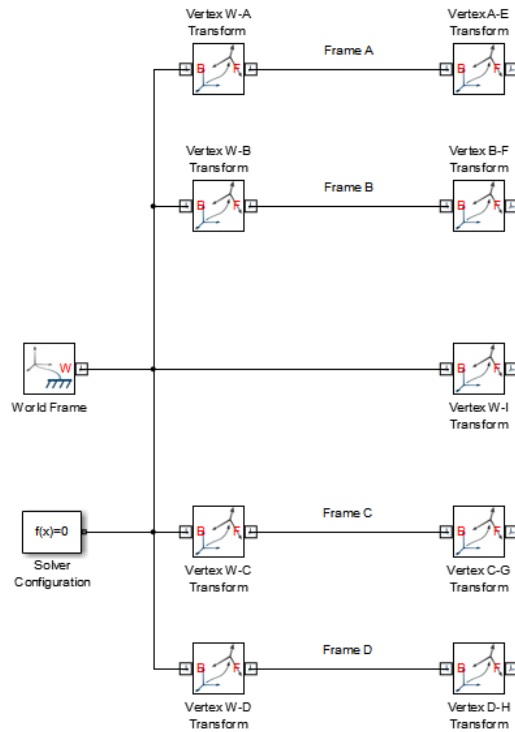 Vertex W-A
Transform
Frame A
Vertex A-E
Transform
B F
B F
Vertex W-B
Transform
Frame B
Vertex B-F
Transform
B F
B F
W
World Frame
B F
Vertex W-I
Transform
f(x)=0
Solver
Configuration
B F
Vertex W-C
Transform
Frame C
B F
Vertex C-G
Transform
B F
Vertex W-D
Transform
Frame D
B F
Vertex D-H
Transform